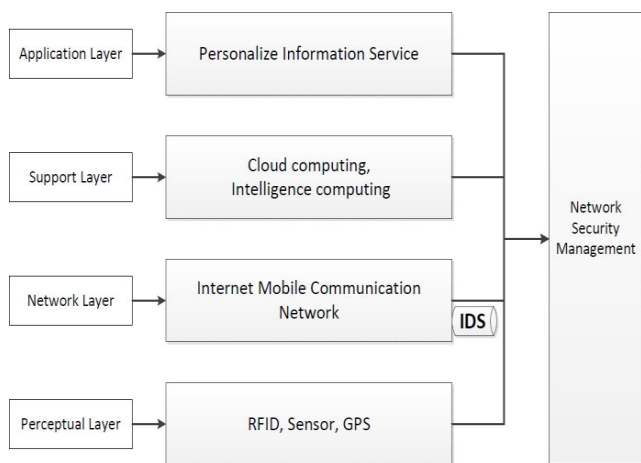 Application Layer
Personalize Information Service
Support Layer
Cloud computing,
Intelligence computing
Network
Security
Management
Network Layer
Internet Mobile Communication
Network
IDS
Perceptual Layer
RFID, Sensor, GPS